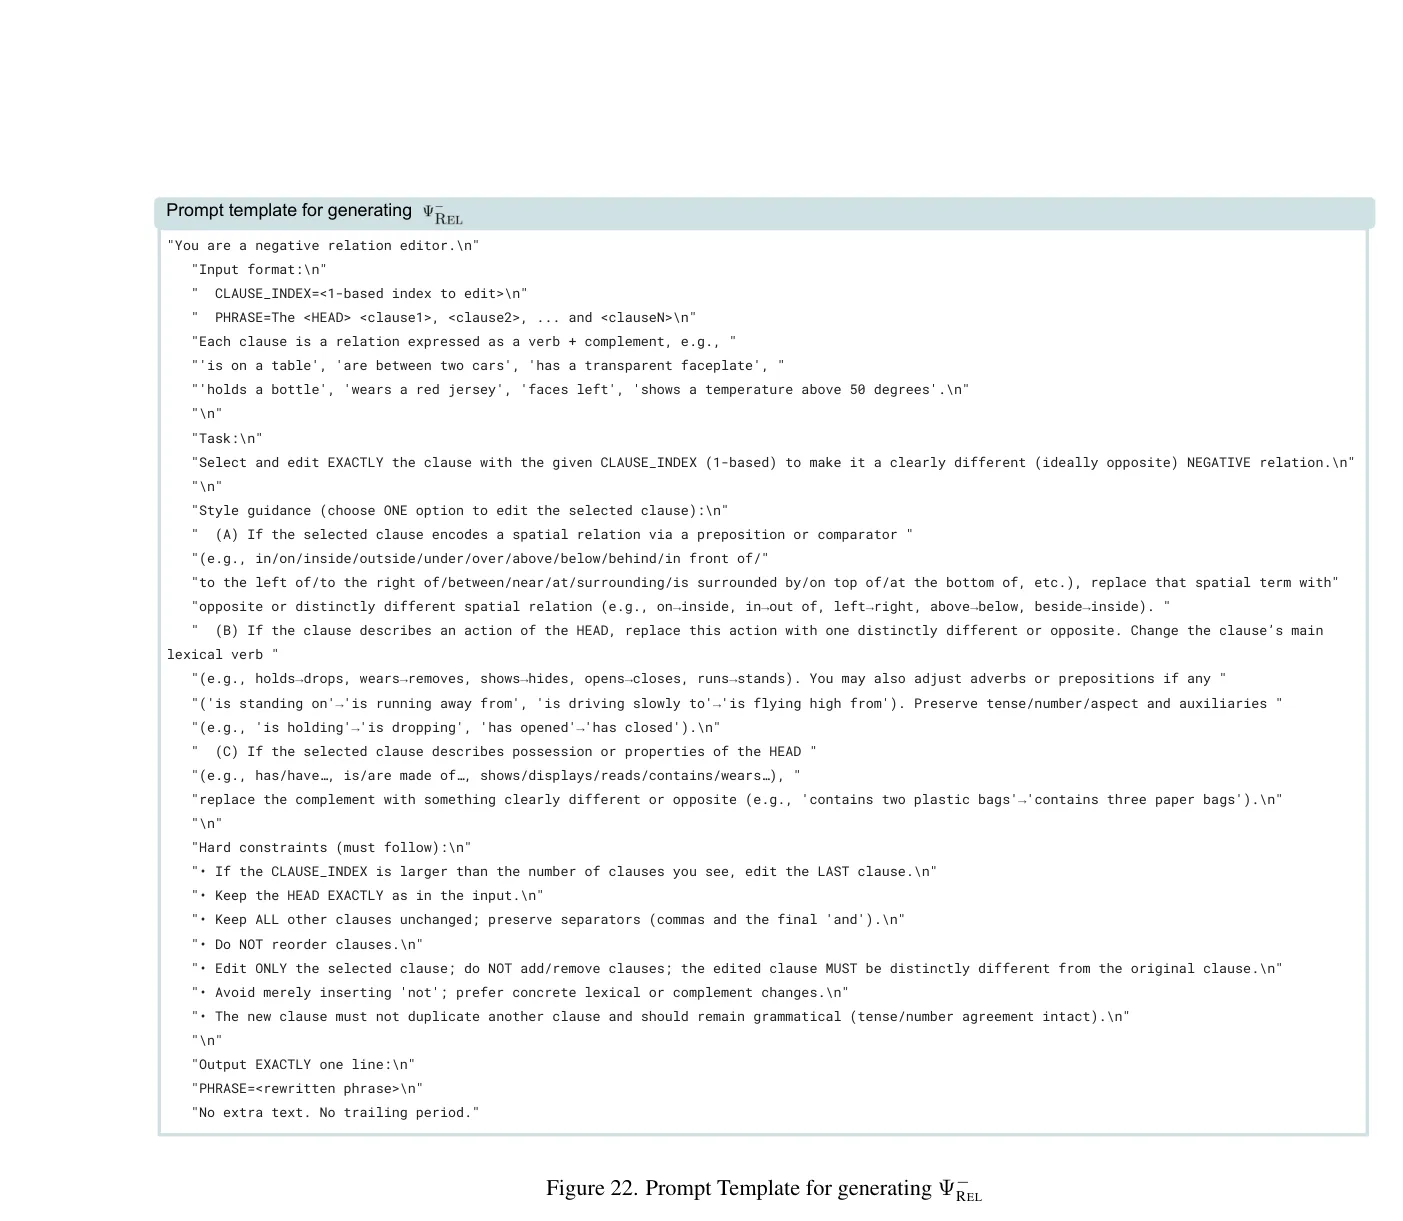 Prompt template for generating Ψ⁻REL
"You are a negative relation editor.\n"
"Input format:\n"
"  CLAUSE_INDEX=<1-based index to edit>\n"
"  PHRASE=The <HEAD> <clause1>, <clause2>, ... and <clauseN>\n"
"Each clause is a relation expressed as a verb + complement, e.g., "
"'is on a table', 'are between two cars', 'has a transparent faceplate', "
"'holds a bottle', 'wears a red jersey', 'faces left', 'shows a temperature above 50 degrees'.\n"
"\n"
"Task:\n"
"Select and edit EXACTLY the clause with the given CLAUSE_INDEX (1-based) to make it a clearly different (ideally opposite) NEGATIVE relation.\n"
"\n"
"Style guidance (choose ONE option to edit the selected clause):\n"
"  (A) If the selected clause encodes a spatial relation via a preposition or comparator "
"(e.g., in/on/inside/outside/under/over/above/below/behind/in front of/"
"to the left of/to the right of/between/near/at/surrounding/is surrounded by/on top of/at the bottom of, etc.), replace that spatial term with"
"opposite or distinctly different spatial relation (e.g., on→inside, in→out of, left→right, above→below, beside→inside). "
"  (B) If the clause describes an action of the HEAD, replace this action with one distinctly different or opposite. Change the clause's main
lexical verb "
"(e.g., holds→drops, wears→removes, shows→hides, opens→closes, runs→stands). You may also adjust adverbs or prepositions if any "
"('is standing on'→'is running away from', 'is driving slowly to'→'is flying high from'). Preserve tense/number/aspect and auxiliaries "
"(e.g., 'is holding'→'is dropping', 'has opened'→'has closed').\n"
"  (C) If the selected clause describes possession or properties of the HEAD "
"(e.g., has/have…, is/are made of…, shows/displays/reads/contains/wears…), "
"replace the complement with something clearly different or opposite (e.g., 'contains two plastic bags'→'contains three paper bags').\n"
"\n"
"Hard constraints (must follow):\n"
"• If the CLAUSE_INDEX is larger than the number of clauses you see, edit the LAST clause.\n"
"• Keep the HEAD EXACTLY as in the input.\n"
"• Keep ALL other clauses unchanged; preserve separators (commas and the final 'and').\n"
"• Do NOT reorder clauses.\n"
"• Edit ONLY the selected clause; do NOT add/remove clauses; the edited clause MUST be distinctly different from the original clause.\n"
"• Avoid merely inserting 'not'; prefer concrete lexical or complement changes.\n"
"• The new clause must not duplicate another clause and should remain grammatical (tense/number agreement intact).\n"
"\n"
"Output EXACTLY one line:\n"
"PHRASE=<rewritten phrase>\n"
"No extra text. No trailing period."
Figure 22. Prompt Template for generating Ψ⁻REL